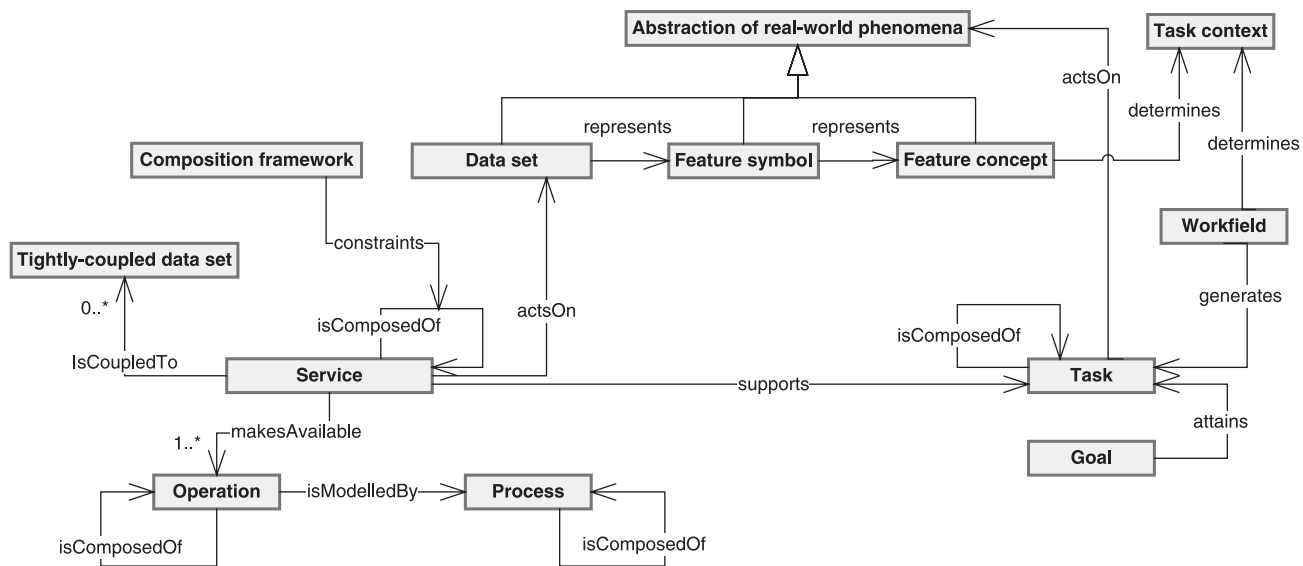 Abstraction of real-world phenomena
Task context
actsOn
determines
represents
represents
determines
Composition framework
Data set
Feature symbol
Feature concept
Workfield
constraints
Tightly-coupled data set
generates
0..*
actsOn
isComposedOf
isComposedOf
IsCoupledTo
Service
supports
Task
makesAvailable
attains
1..*
Goal
Operation
isModelledBy
Process
isComposedOf
isComposedOf